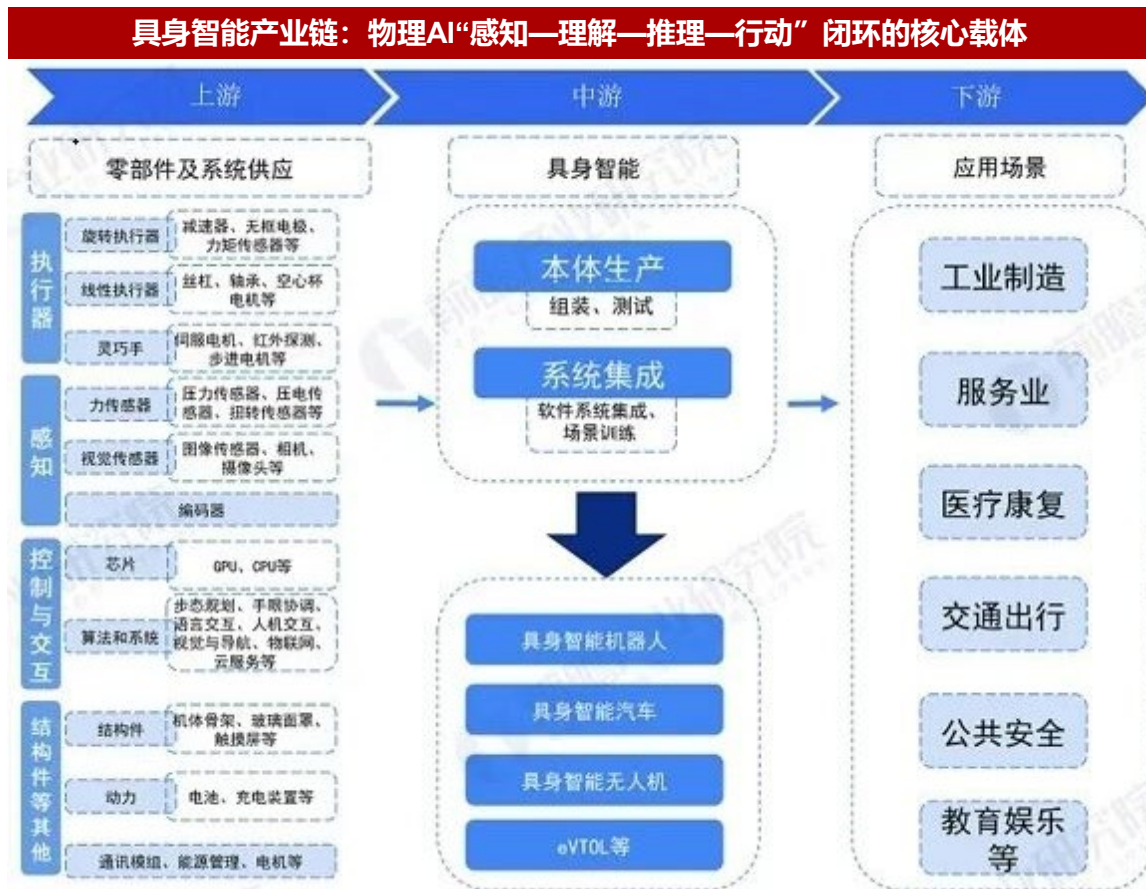 具身智能产业链：物理AI“感知—理解—推理—行动”闭环的核心载体
上游
中游
下游
零部件及系统供应
具身智能
应用场景
执行器
旋转执行器
减速器、无框电极、
力矩传感器等
线性执行器
丝杠、轴承、空心杯
电机等
灵巧手
伺服电机、红外探测、
步进电机等
感知
力传感器
压力传感器、压电传
感器、扭转传感器等
视觉传感器
图像传感器、相机、
摄像头等
编码器
控制与交互
芯片
GPU、CPU等
算法和系统
步态规划、手眼协调、
语言交互、人机交互、
视觉与导航、物联网、
云服务等
结构件等其他
结构件
机体骨架、玻璃面罩、
触摸屏等
动力
电池、充电装置等
通讯模组、能源管理、电机等
本体生产
组装、测试
系统集成
软件系统集成、
场景训练
具身智能机器人
具身智能汽车
具身智能无人机
eVTOL等
工业制造
服务业
医疗康复
交通出行
公共安全
教育娱乐
等